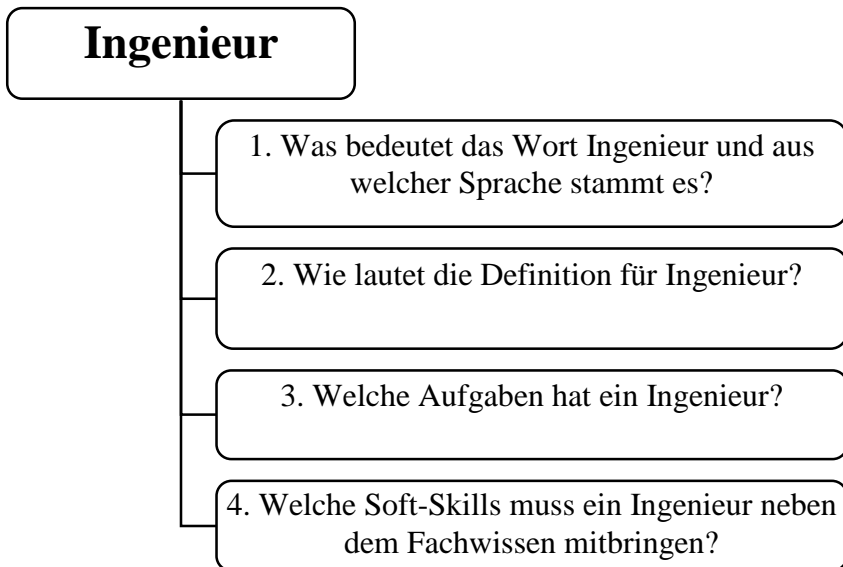 Ingenieur
1. Was bedeutet das Wort Ingenieur und aus
welcher Sprache stammt es?
2. Wie lautet die Definition für Ingenieur?
3. Welche Aufgaben hat ein Ingenieur?
4. Welche Soft-Skills muss ein Ingenieur neben
dem Fachwissen mitbringen?